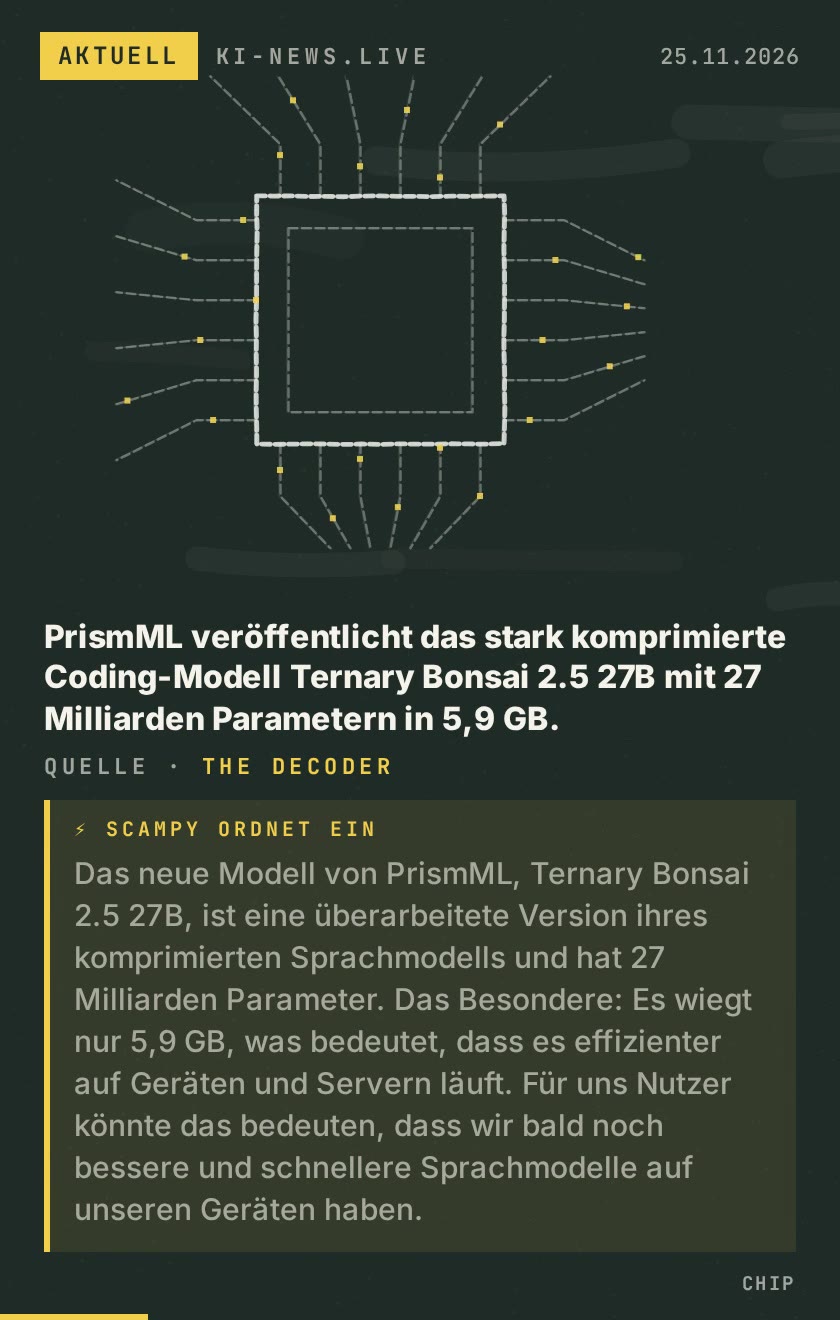 AKTUELL KI-NEWS.LIVE 25.11.2026
PrismML veröffentlicht das stark komprimierte
Coding-Modell Ternary Bonsai 2.5 27B mit 27
Milliarden Parametern in 5,9 GB.
QUELLE · THE DECODER
⚡ SCAMPY ORDNET EIN
Das neue Modell von PrismML, Ternary Bonsai
2.5 27B, ist eine überarbeitete Version ihres
komprimierten Sprachmodells und hat 27
Milliarden Parameter. Das Besondere: Es wiegt
nur 5,9 GB, was bedeutet, dass es effizienter
auf Geräten und Servern läuft. Für uns Nutzer
könnte das bedeuten, dass wir bald noch
bessere und schnellere Sprachmodelle auf
unseren Geräten haben.
CHIP